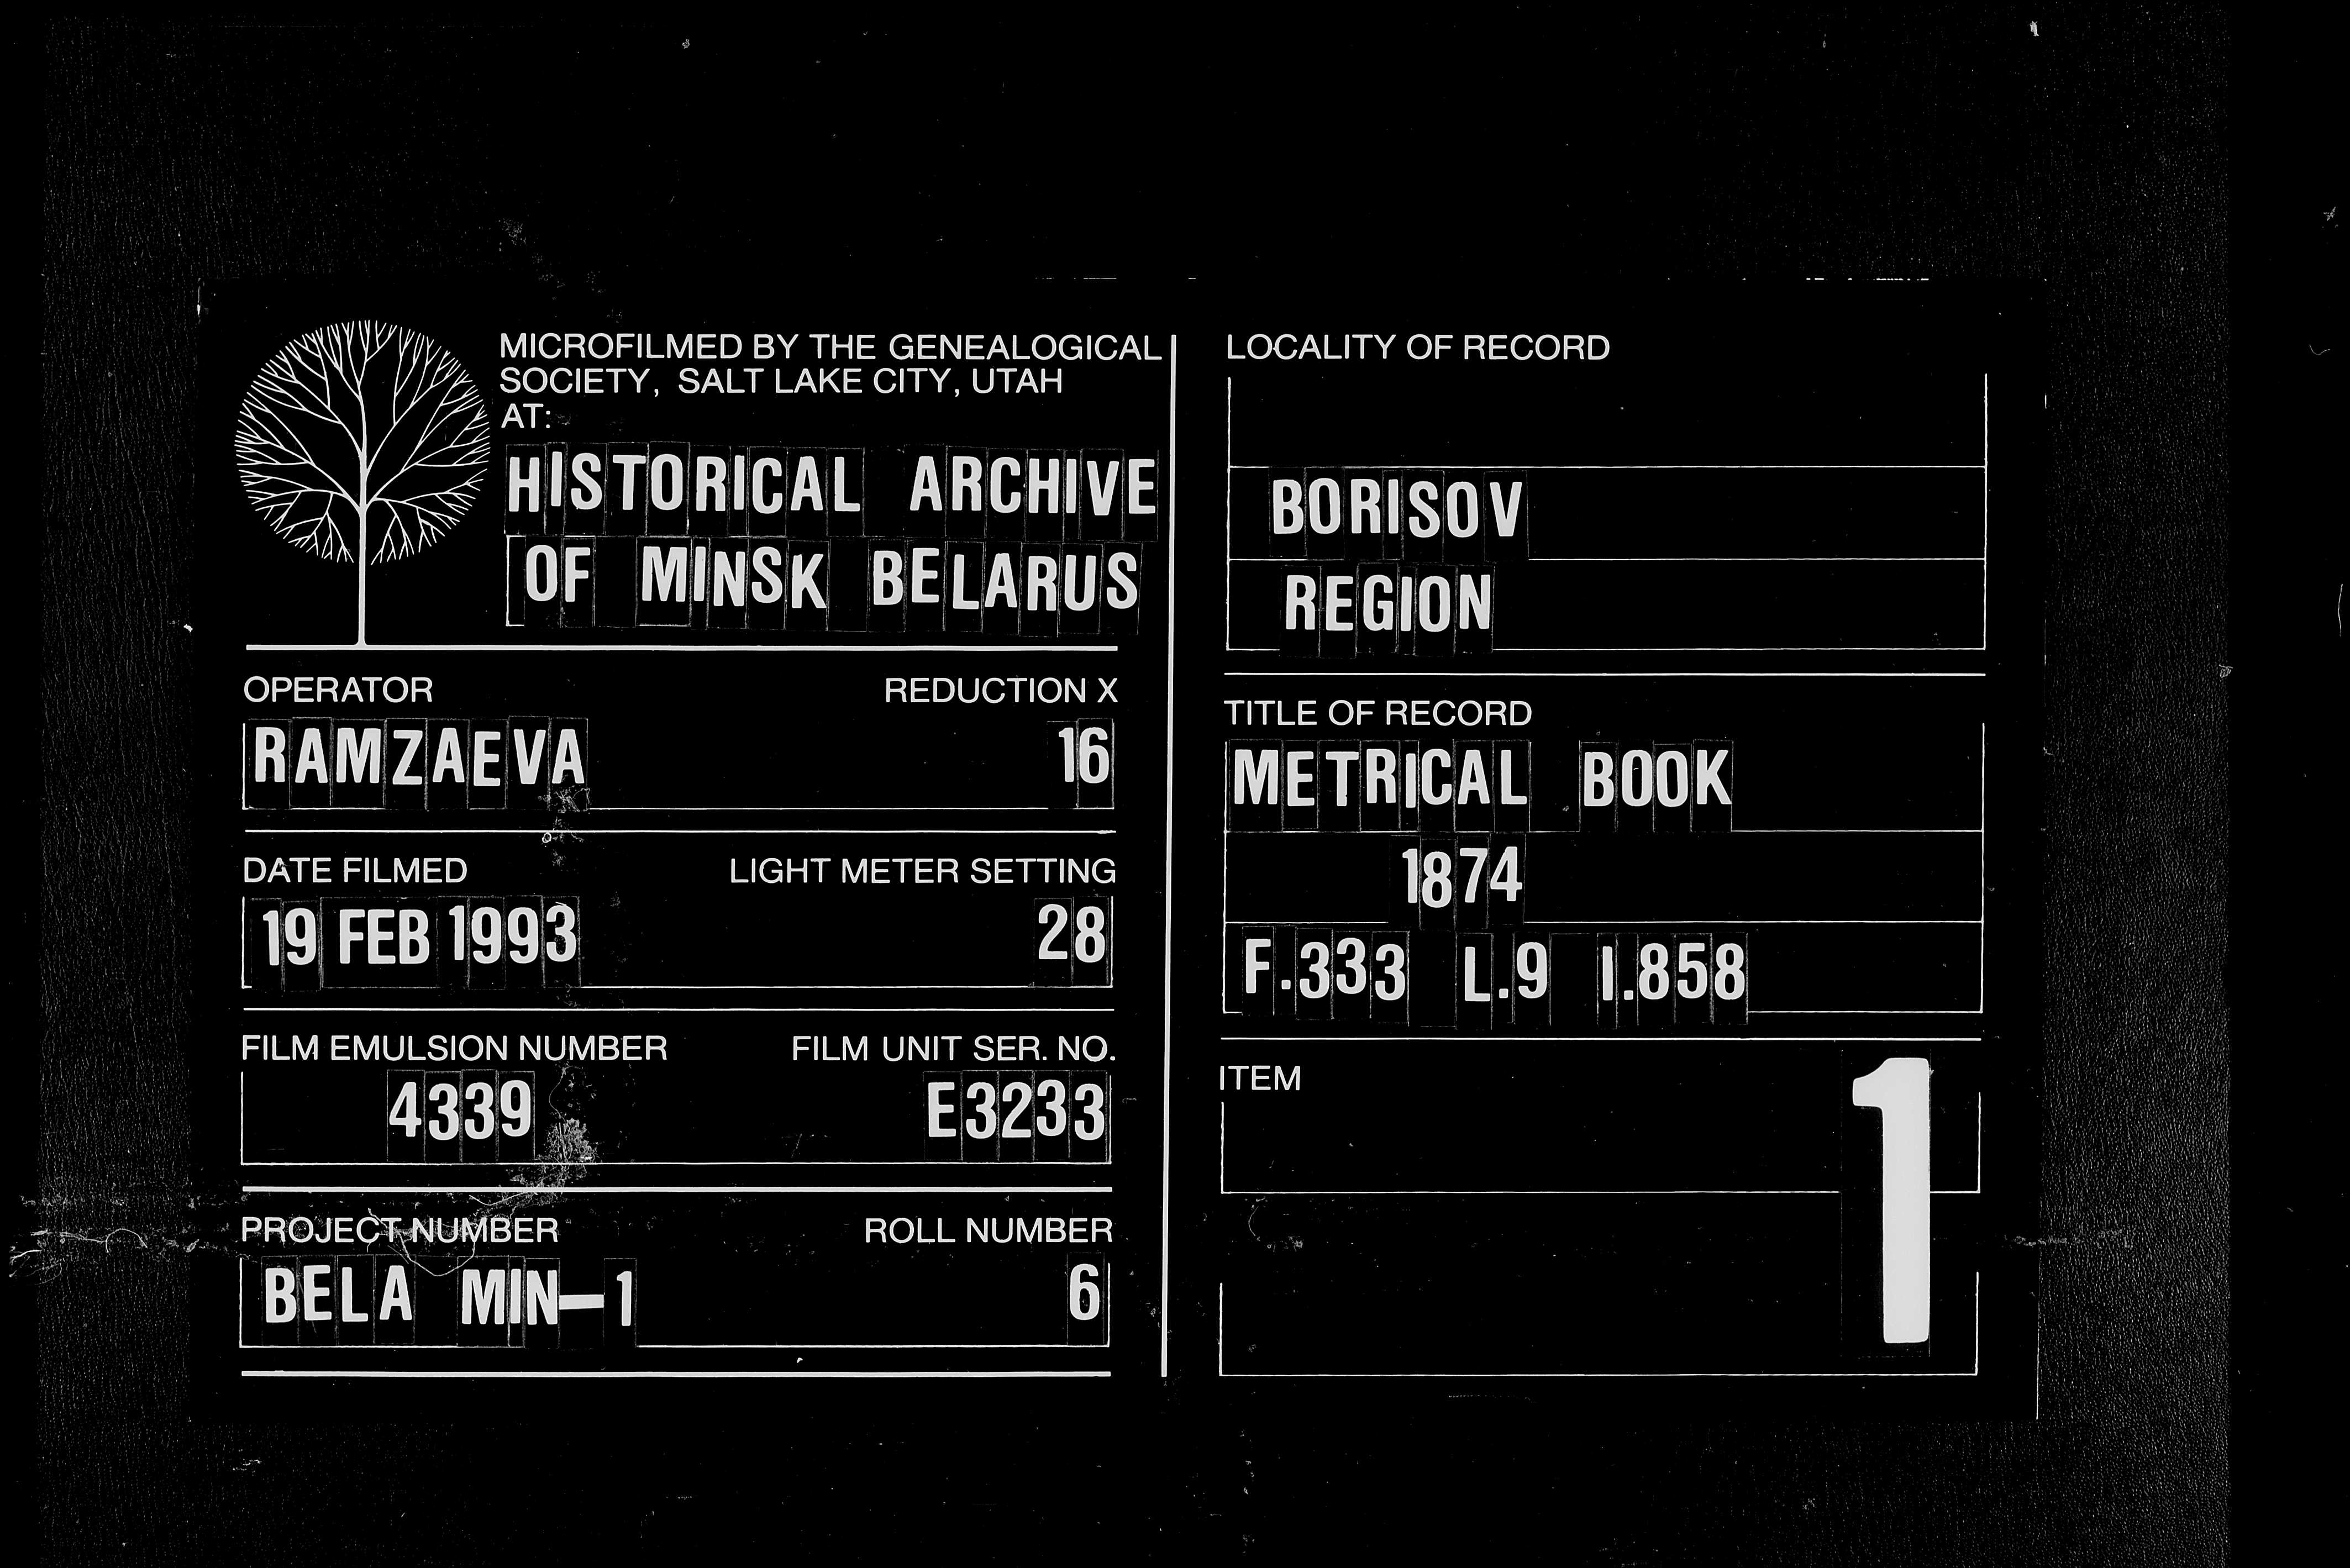 MICROFILMED BY THE GENEALOGICAL
SOCIETY, SALT LAKE CITY, UTAH
AT:
HISTORICAL ARCHIVE
OF MINSK BELARUS
OPERATOR REDUCTION X
RAMZAEVA 16
DATE FILMED LIGHT METER SETTING
19 FEB 1993 28
FILM EMULSION NUMBER FILM UNIT SER. NO.
4339 E3233
PROJECT NUMBER ROLL NUMBER
BELA MIN-1 6
LOCALITY OF RECORD
BORISOV
REGION
TITLE OF RECORD
METRICAL BOOK
1874
F.333 L.9 I.858
ITEM
1